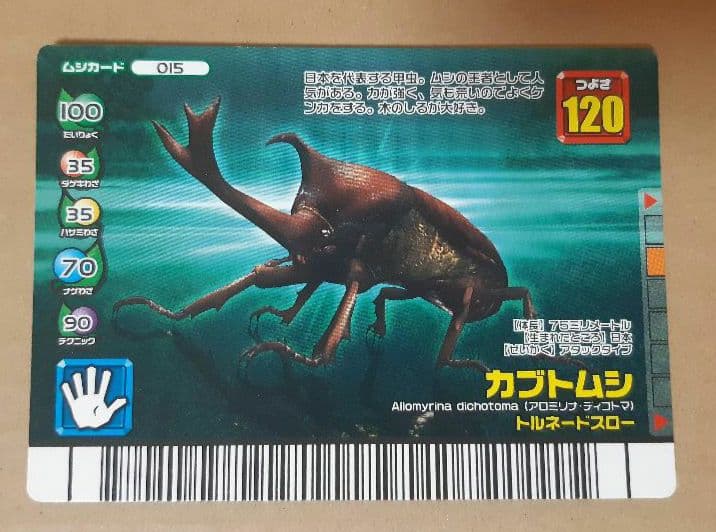 ムシカード 015
日本を代表する甲虫。ムシの王者として人
気がある。力が強く、気も荒いのでよくケ
ンカをする。木のしるが大好き。
つよさ
120
100
たいりょく
35
ダゲキわざ
35
ハサミわざ
70
ナゲわざ
90
テクニック
【体長】75ミリメートル
【生まれたところ】日本
【せいかく】アタックタイプ
カブトムシ
Allomyrina dichotoma (アロミリナ・ディコトマ)
トルネードスロー